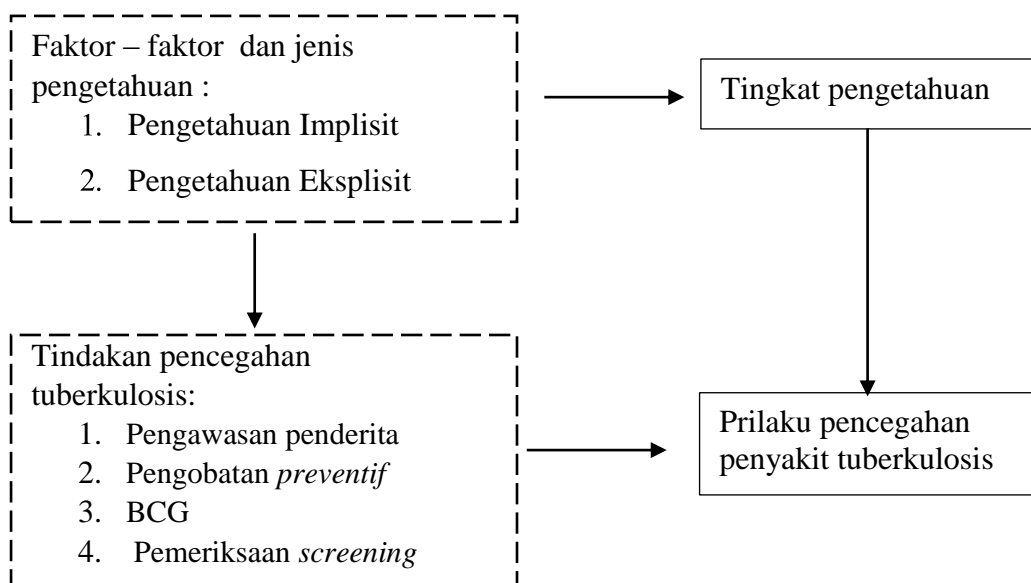 Faktor – faktor dan jenis
pengetahuan :
1. Pengetahuan Implisit
2. Pengetahuan Eksplisit
Tingkat pengetahuan
Tindakan pencegahan
tuberkulosis:
1. Pengawasan penderita
2. Pengobatan preventif
3. BCG
4. Pemeriksaan screening
Prilaku pencegahan
penyakit tuberkulosis